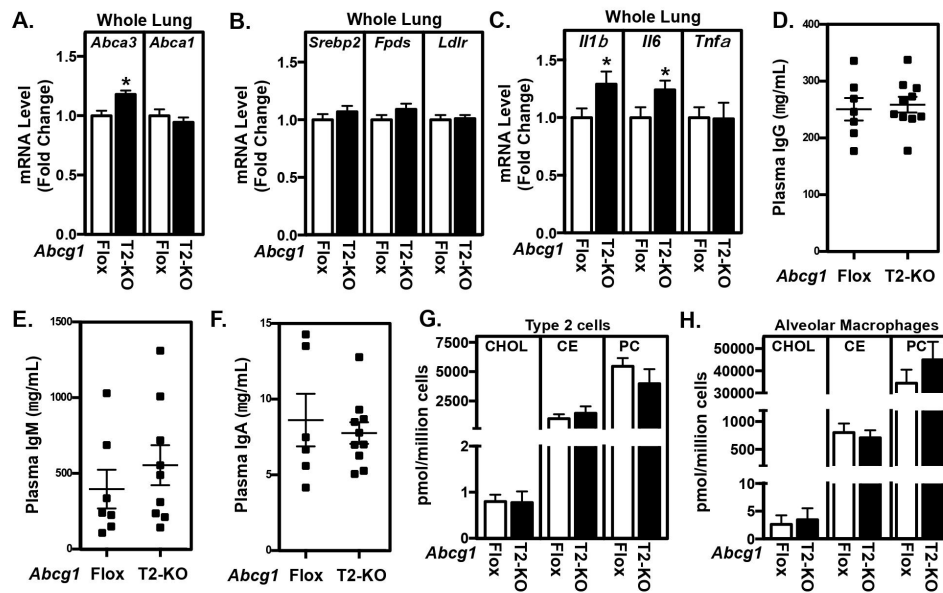 A.
Whole Lung
Abca3 Abca1
mRNA Level
(Fold Change)
1.5
1.0
0.5
0.0
*
Abcg1
Flox
T2-KO
Flox
T2-KO
B.
Whole Lung
Srebp2 Fpds Ldlr
mRNA Level
(Fold Change)
1.5
1.0
0.5
0.0
Abcg1
Flox
T2-KO
Flox
T2-KO
Flox
T2-KO
C.
Whole Lung
Il1b Il6 Tnfa
mRNA Level
(Fold Change)
1.5
1.0
0.5
0.0
*
*
Abcg1
Flox
T2-KO
Flox
T2-KO
Flox
T2-KO
D.
Plasma IgG (mg/mL)
400
300
200
100
0
Abcg1 Flox T2-KO
E.
Plasma IgM (mg/mL)
1500
1000
500
0
Abcg1 Flox T2-KO
F.
Plasma IgA (mg/mL)
15
10
5
0
Abcg1 Flox T2-KO
G.
Type 2 cells
CHOL CE PC
pmol/million cells
7500
5000
2500
2
1
0
Abcg1
Flox
T2-KO
Flox
T2-KO
Flox
T2-KO
H.
Alveolar Macrophages
CHOL CE PC
pmol/million cells
50000
40000
30000
1000
500
10
5
0
Abcg1
Flox
T2-KO
Flox
T2-KO
Flox
T2-KO